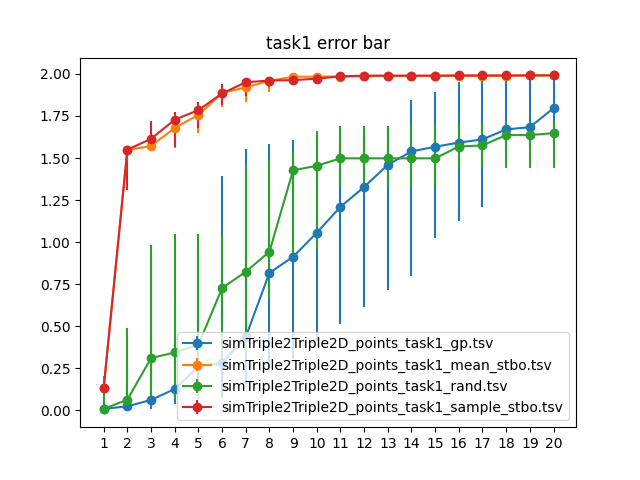 task1 error bar
2.00
1.75
1.50
1.25
1.00
0.75
0.50
0.25
0.00
simTriple2Triple2D_points_task1_gp.tsv
simTriple2Triple2D_points_task1_mean_stbo.tsv
simTriple2Triple2D_points_task1_rand.tsv
simTriple2Triple2D_points_task1_sample_stbo.tsv
1 2 3 4 5 6 7 8 9 10 11 12 13 14 15 16 17 18 19 20